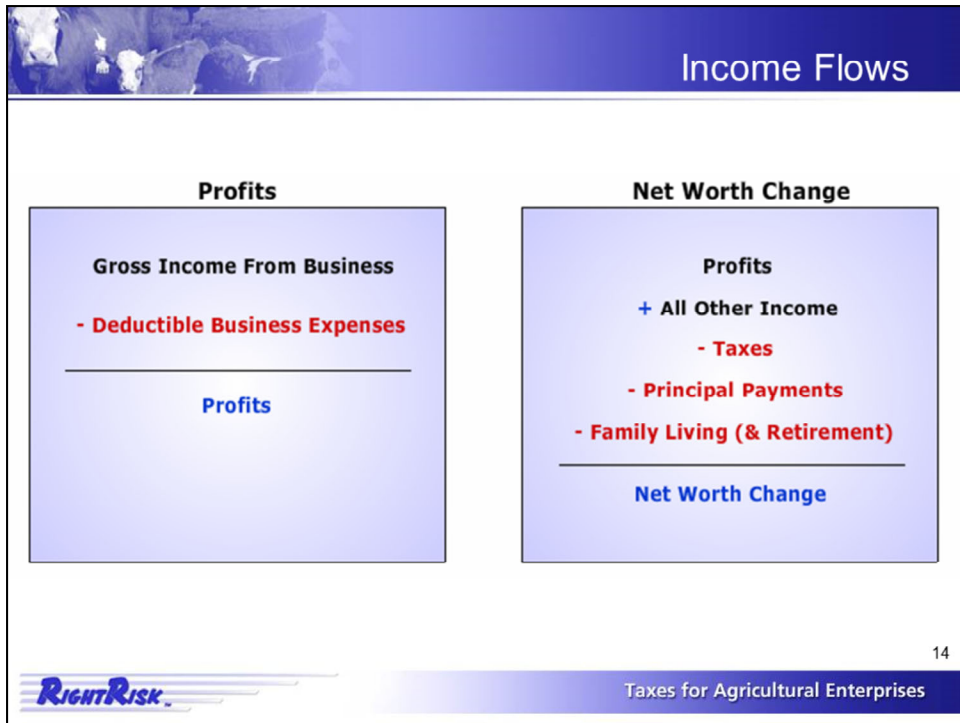 Income Flows
Profits
Gross Income From Business
- Deductible Business Expenses
Profits
Net Worth Change
Profits
+ All Other Income
- Taxes
- Principal Payments
- Family Living (& Retirement)
Net Worth Change
14
RightRisk™
Taxes for Agricultural Enterprises